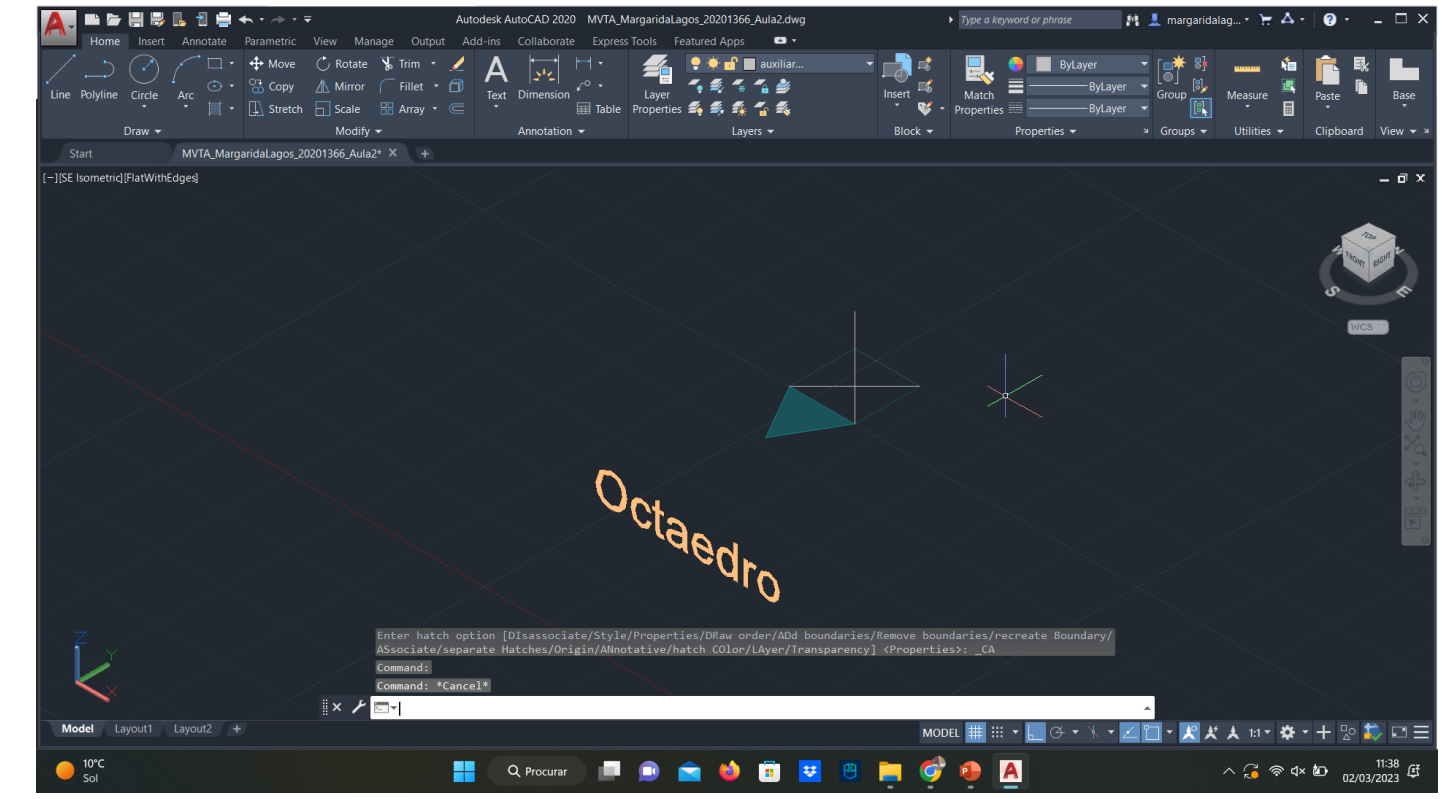 Autodesk AutoCAD 2020 MVTA_MargaridaLagos_20201366_Aula2.dwg Type a keyword or phrase margaridalag...
Home Insert Annotate Parametric View Manage Output Add-ins Collaborate Express Tools Featured Apps
Move Rotate Trim auxiliar... ByLayer
Copy Mirror Fillet ByLayer
Line Polyline Circle Arc Text Dimension Layer Insert Match Group Measure Paste Base
Stretch Scale Array Table Properties Properties ByLayer
Draw Modify Annotation Layers Block Properties Groups Utilities Clipboard View
Start MVTA_MargaridaLagos_20201366_Aula2* +
[−][SE Isometric][FlatWithEdges]
TOP
FRONT RIGHT
W N S E
WCS
Octaedro
Z
Y
X
Enter hatch option [DIsassociate/Style/Properties/DRaw order/ADd boundaries/Remove boundaries/recreate Boundary/
ASsociate/separate Hatches/Origin/ANnotative/hatch COlor/LAyer/Transparency] <Properties>: _CA
Command:
Command: *Cancel*
Model Layout1 Layout2 + MODEL 1:1
10°C
Sol
Procurar
11:38
02/03/2023